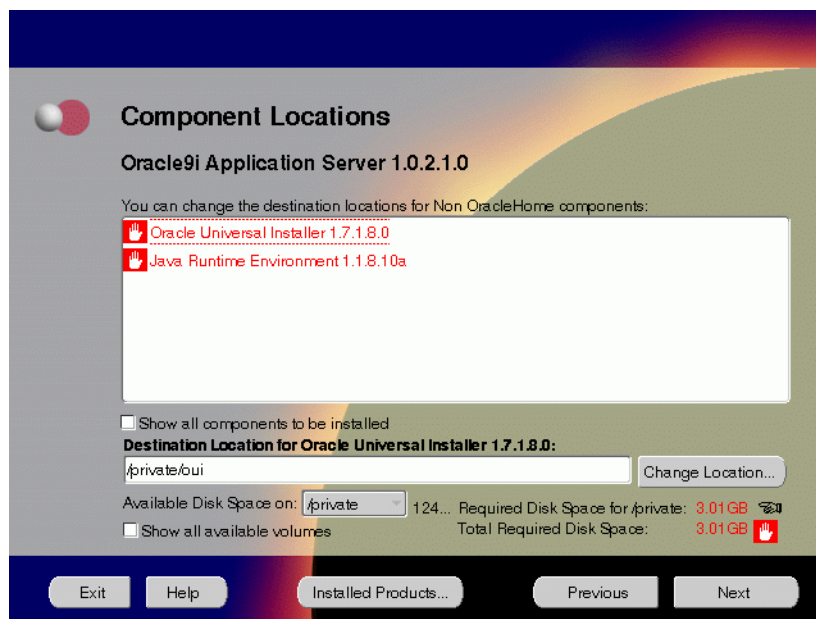 Component Locations
Oracle9i Application Server 1.0.2.1.0
You can change the destination locations for Non OracleHome components:
Oracle Universal Installer 1.7.1.8.0
Java Runtime Environment 1.1.8.10a
Show all components to be installed
Destination Location for Oracle Universal Installer 1.7.1.8.0:
/private/oui
Change Location...
Available Disk Space on: /private 124... Required Disk Space for /private: 3.01GB
Show all available volumes Total Required Disk Space: 3.01GB
Exit Help Installed Products... Previous Next